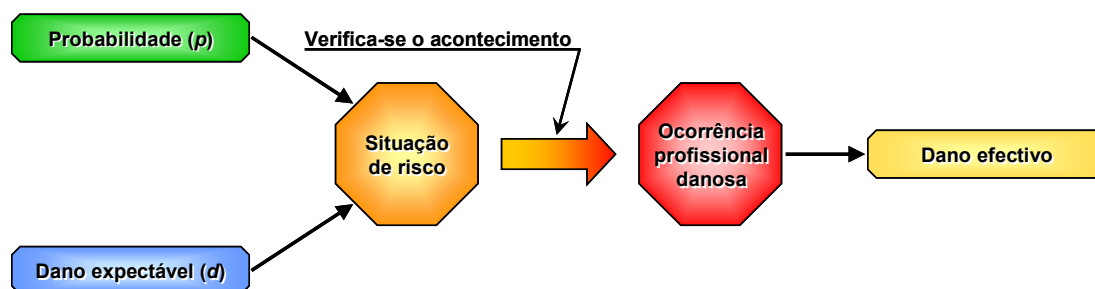 Probabilidade (p)
Verifica-se o acontecimento
Situação
de risco
Ocorrência
profissional
danosa
Dano efectivo
Dano expectável (d)